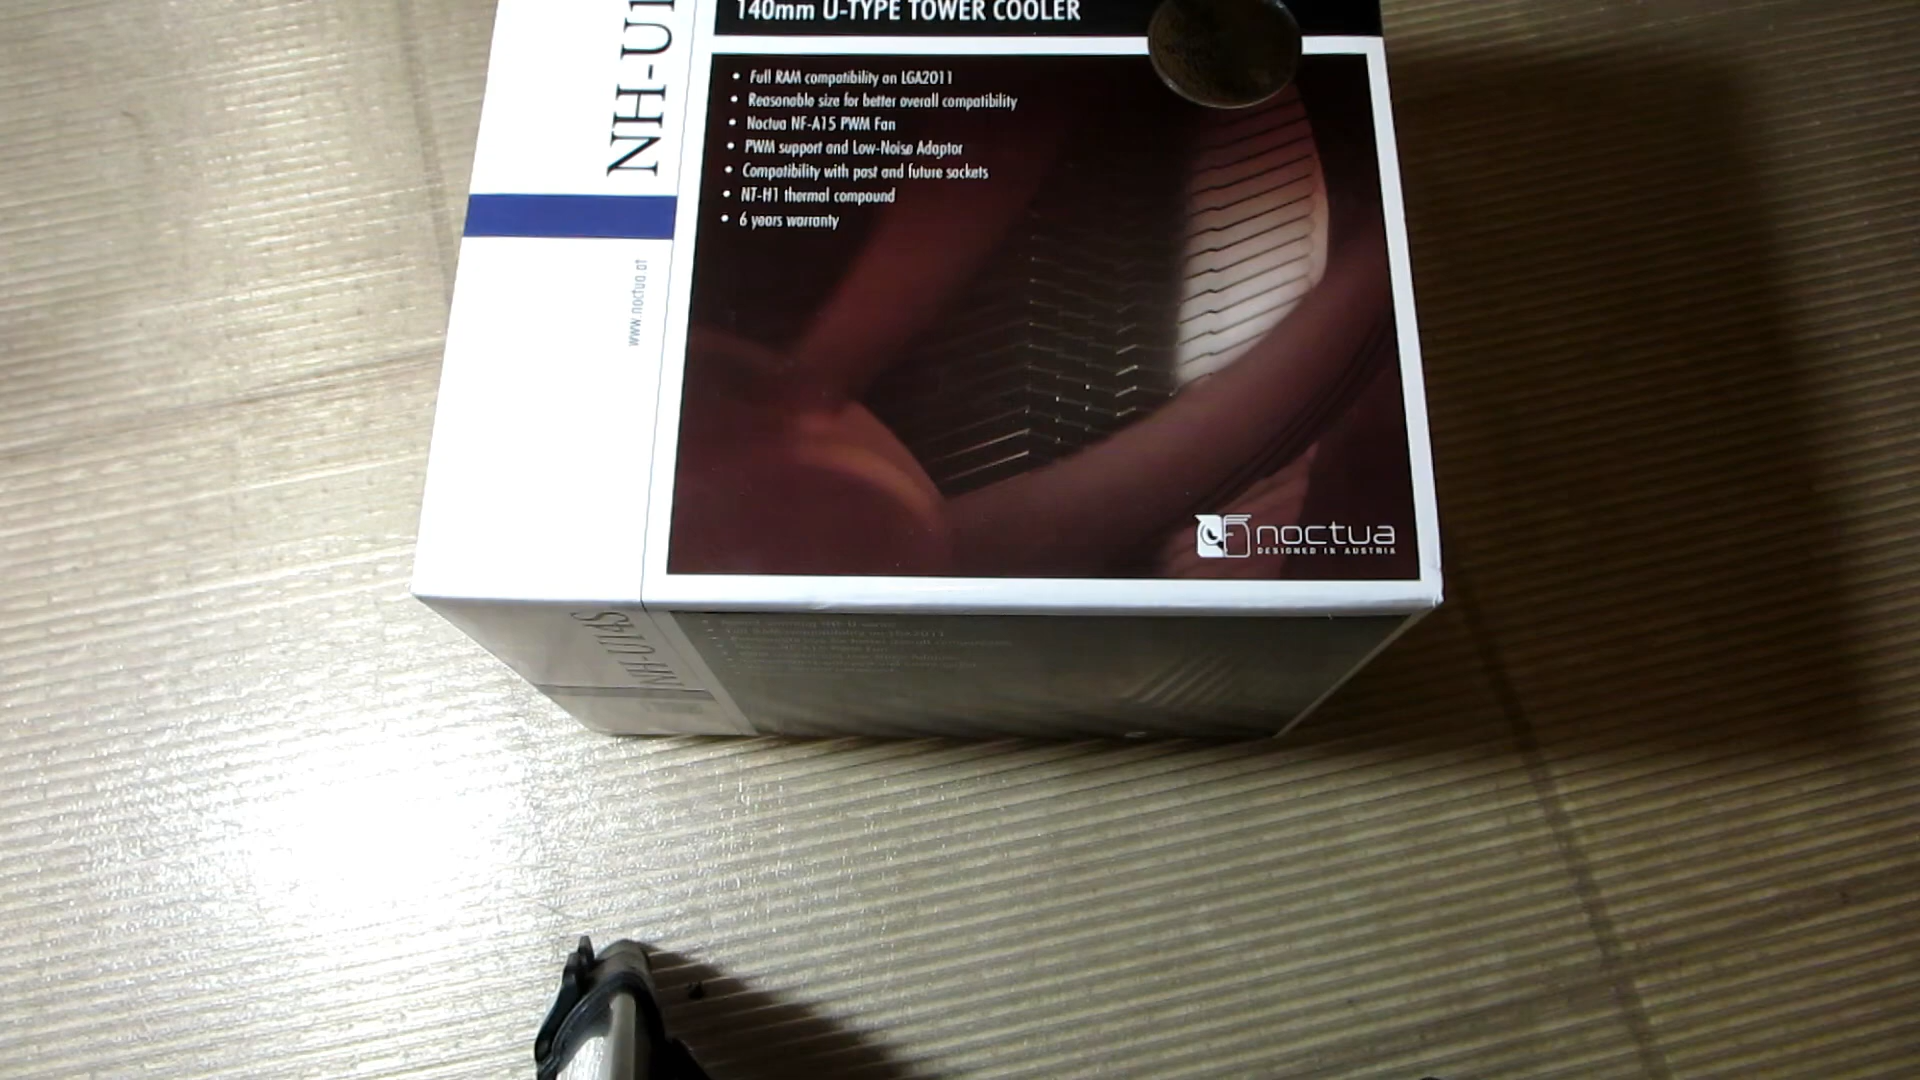 140mm U-TYPE TOWER COOLER
NH-U1
• Full RAM compatibility on LGA2011
• Reasonable size for better overall compatibility
• Noctua NF-A15 PWM Fan
• PWM support and Low-Noise Adaptor
• Compatibility with past and future sockets
• NT-H1 thermal compound
• 6 years warranty
www.noctua.at
noctua
DESIGNED IN AUSTRIA
NH-U14S